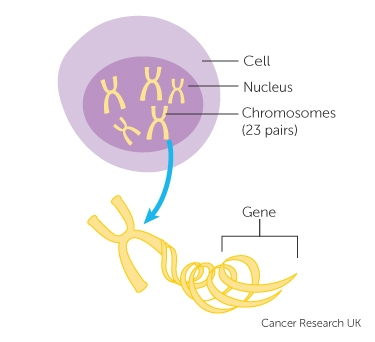 Cell
Nucleus
Chromosomes
(23 pairs)
Gene
Cancer Research UK